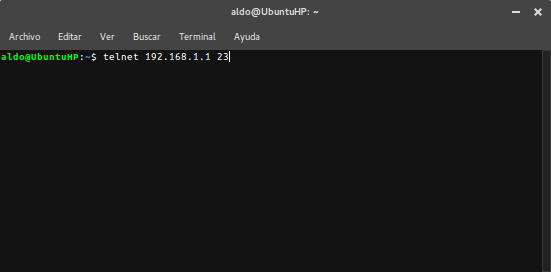 aldo@UbuntuHP: ~
Archivo Editar Ver Buscar Terminal Ayuda
aldo@UbuntuHP:~$ telnet 192.168.1.1 23